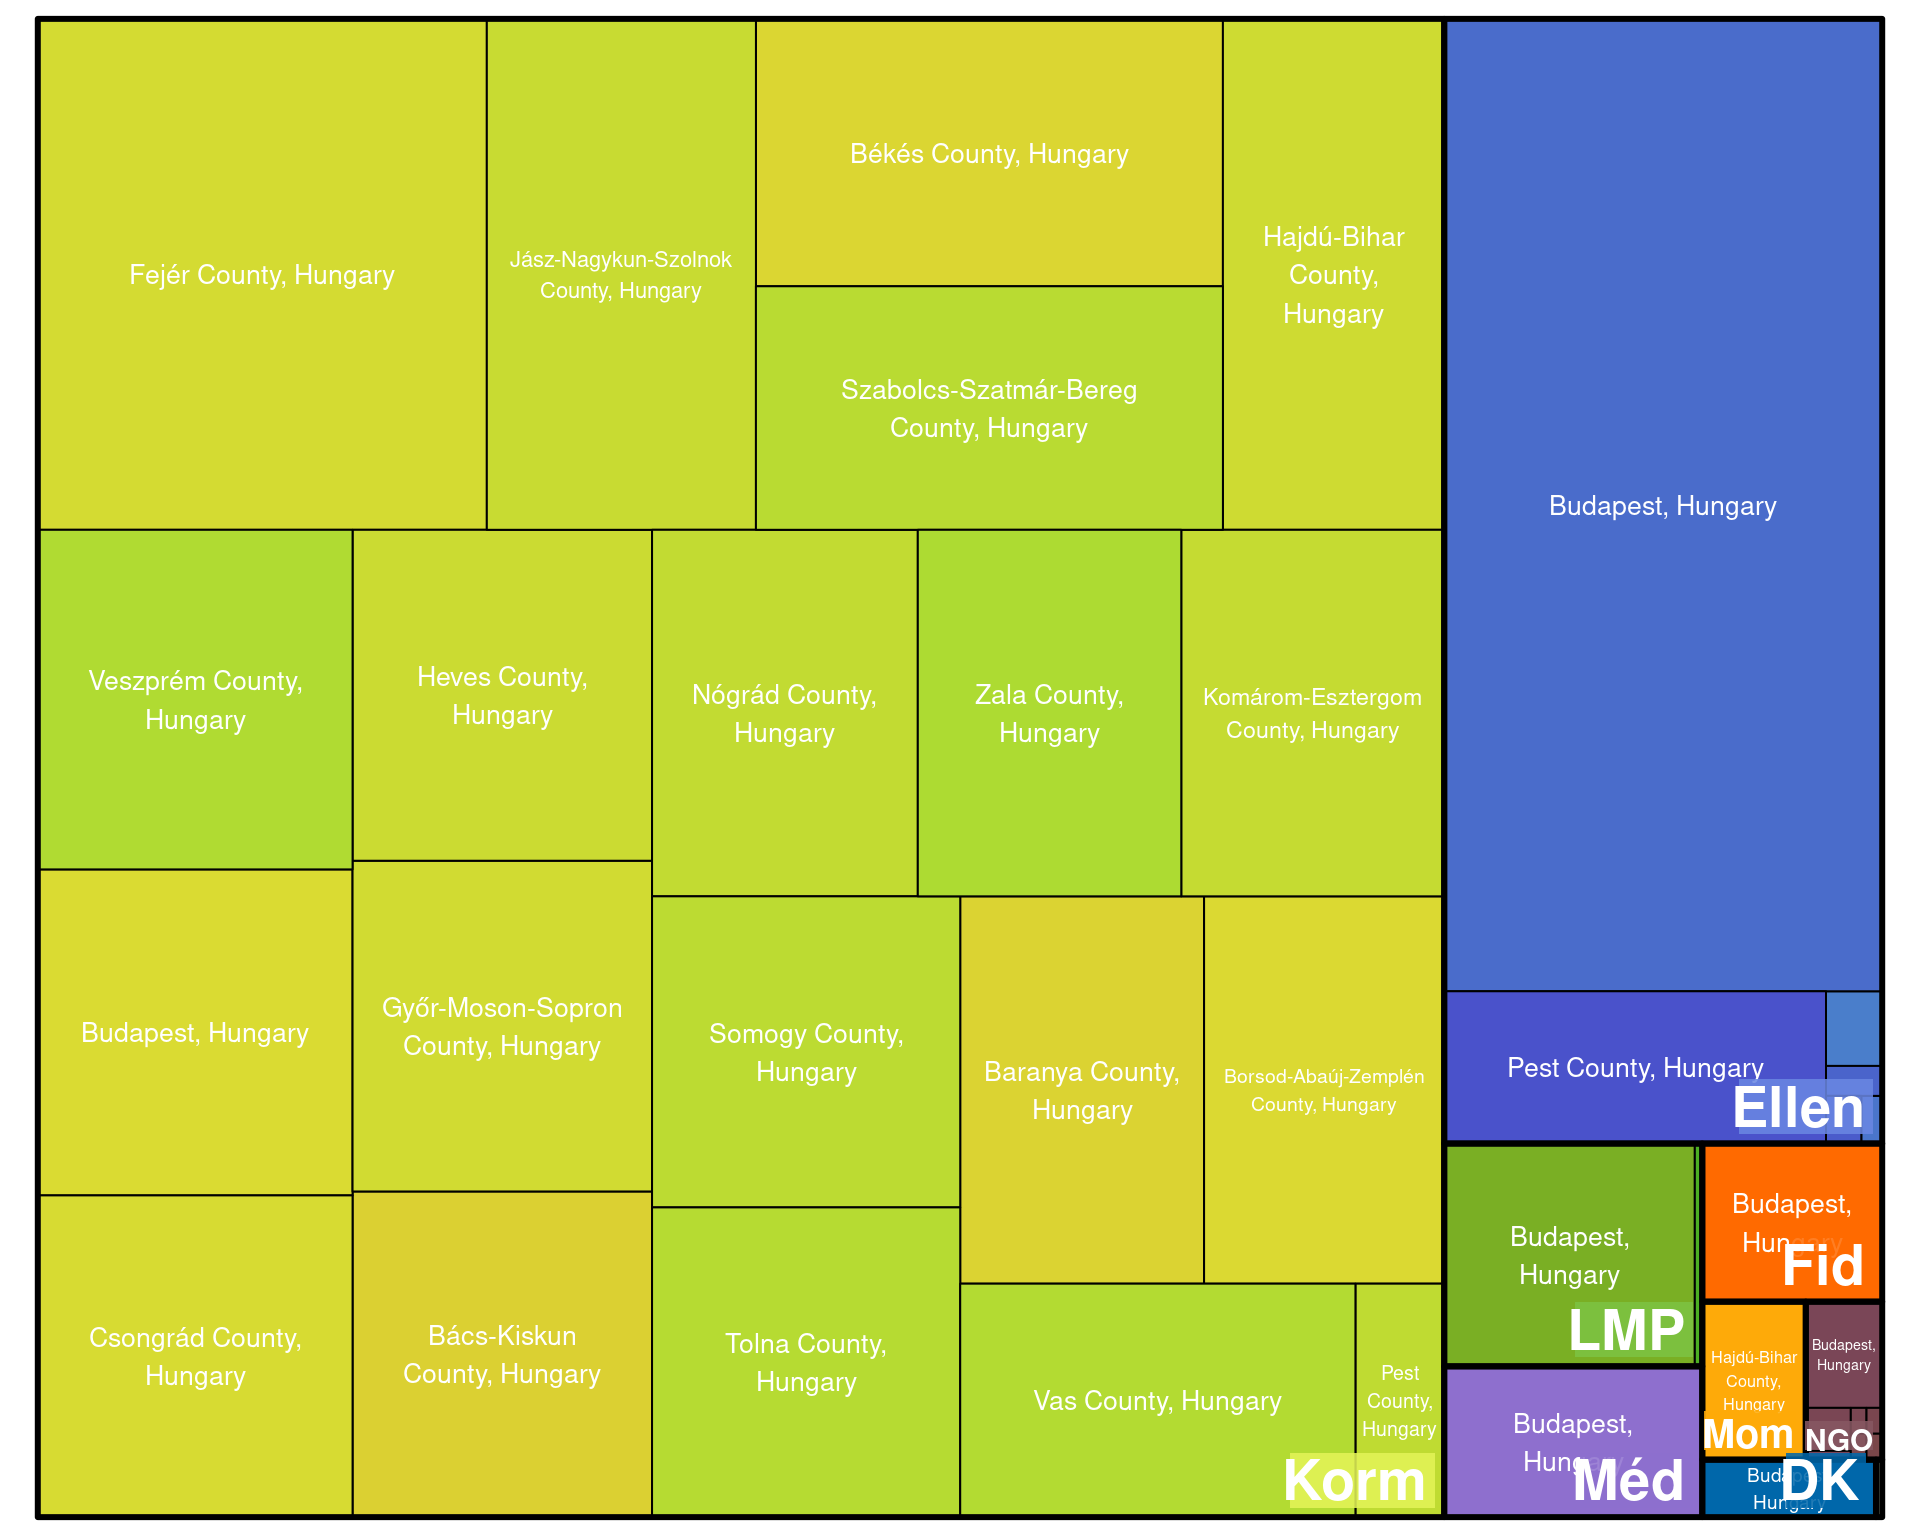 Fejér County, Hungary
Jász-Nagykun-Szolnok
County, Hungary
Békés County, Hungary
Szabolcs-Szatmár-Bereg
County, Hungary
Hajdú-Bihar
County,
Hungary
Veszprém County,
Hungary
Heves County,
Hungary
Nógrád County,
Hungary
Zala County,
Hungary
Komárom-Esztergom
County, Hungary
Budapest, Hungary
Győr-Moson-Sopron
County, Hungary
Somogy County,
Hungary
Baranya County,
Hungary
Borsod-Abaúj-Zemplén
County, Hungary
Csongrád County,
Hungary
Bács-Kiskun
County, Hungary
Tolna County,
Hungary
Vas County, Hungary
Pest
County,
Hungary
Korm
Budapest, Hungary
Pest County, Hungary
Ellen
Budapest,
Hungary
LMP
Budapest,
Hungary
Fid
Budapest,
Hungary
Méd
Hajdú-Bihar
County,
Hungary
Mom
Budapest,
Hungary
NGO
Budapest,
Hungary
DK